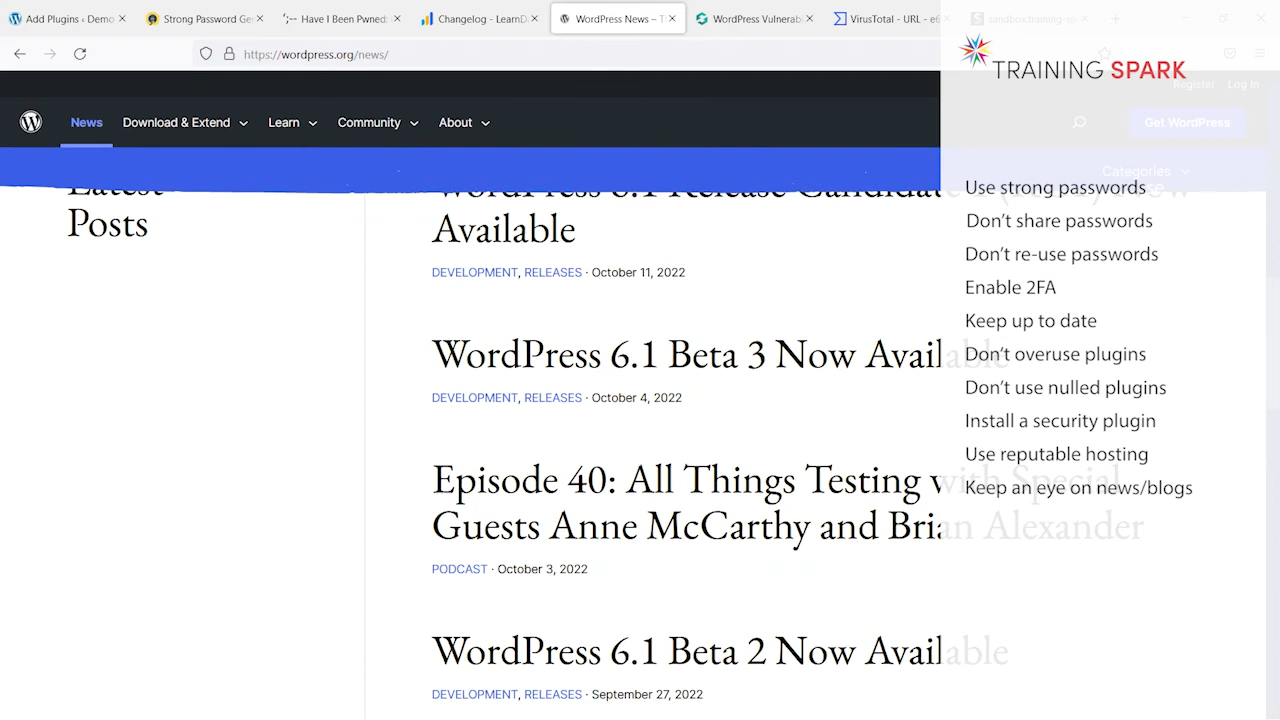 Add Plugins ‹ Demo
Strong Password Ge
Have I Been Pwned:
Changelog - LearnD
WordPress News – T
WordPress Vulnerab
VirusTotal - URL - e6
sandbox.training-sp
https://wordpress.org/news/
TRAINING SPARK
Register
Log In
News
Download & Extend
Learn
Community
About
Get WordPress
Categories
Latest
Posts
WordPress 6.1 Release Candidate 1 (RC1) Now
Available
DEVELOPMENT, RELEASES · October 11, 2022
WordPress 6.1 Beta 3 Now Available
DEVELOPMENT, RELEASES · October 4, 2022
Episode 40: All Things Testing with Special
Guests Anne McCarthy and Brian Alexander
PODCAST · October 3, 2022
WordPress 6.1 Beta 2 Now Available
DEVELOPMENT, RELEASES · September 27, 2022
Use strong passwords
Don't share passwords
Don't re-use passwords
Enable 2FA
Keep up to date
Don't overuse plugins
Don't use nulled plugins
Install a security plugin
Use reputable hosting
Keep an eye on news/blogs